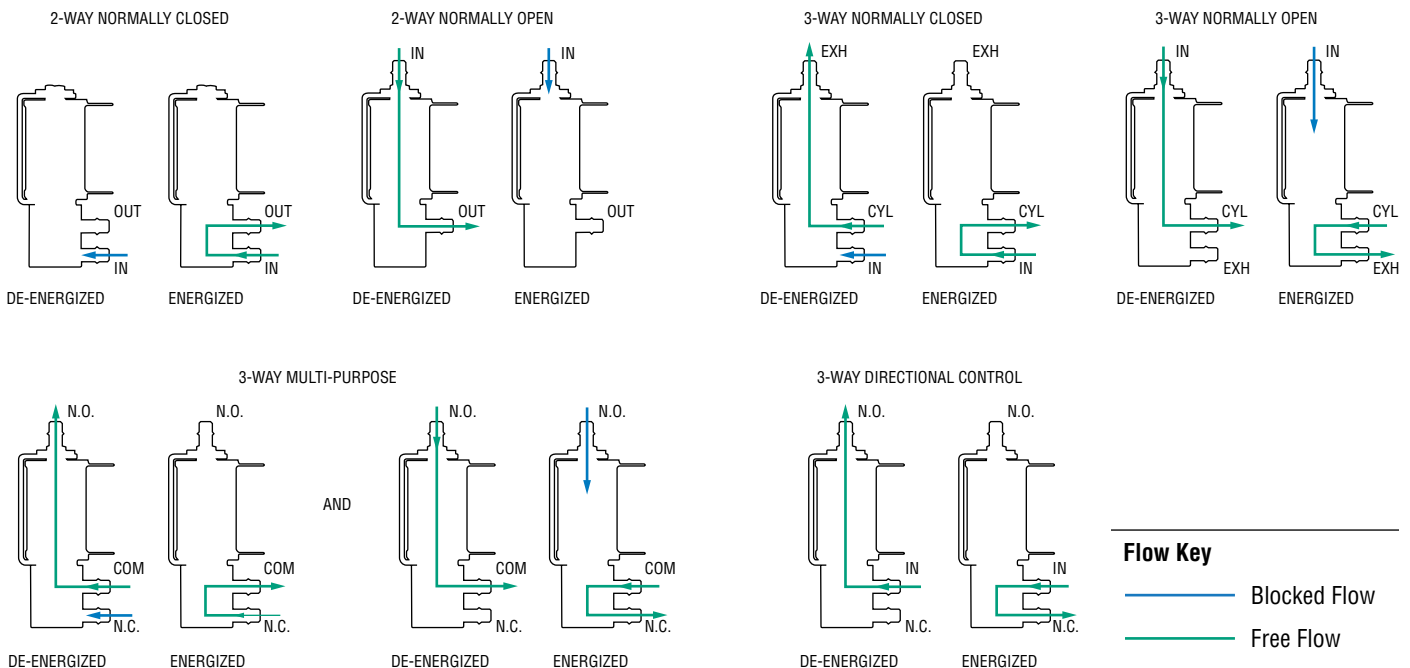 2-WAY NORMALLY CLOSED
2-WAY NORMALLY OPEN
3-WAY NORMALLY CLOSED
3-WAY NORMALLY OPEN
IN
IN
EXH
EXH
IN
IN
OUT
OUT
OUT
OUT
CYL
CYL
CYL
CYL
IN
IN
IN
IN
EXH
EXH
DE-ENERGIZED
ENERGIZED
DE-ENERGIZED
ENERGIZED
DE-ENERGIZED
ENERGIZED
DE-ENERGIZED
ENERGIZED
3-WAY MULTI-PURPOSE
3-WAY DIRECTIONAL CONTROL
N.O.
N.O.
N.O.
N.O.
N.O.
N.O.
AND
COM
COM
COM
COM
IN
IN
N.C.
N.C.
N.C.
N.C.
N.C.
N.C.
DE-ENERGIZED
ENERGIZED
DE-ENERGIZED
ENERGIZED
DE-ENERGIZED
ENERGIZED
Flow Key
Blocked Flow
Free Flow